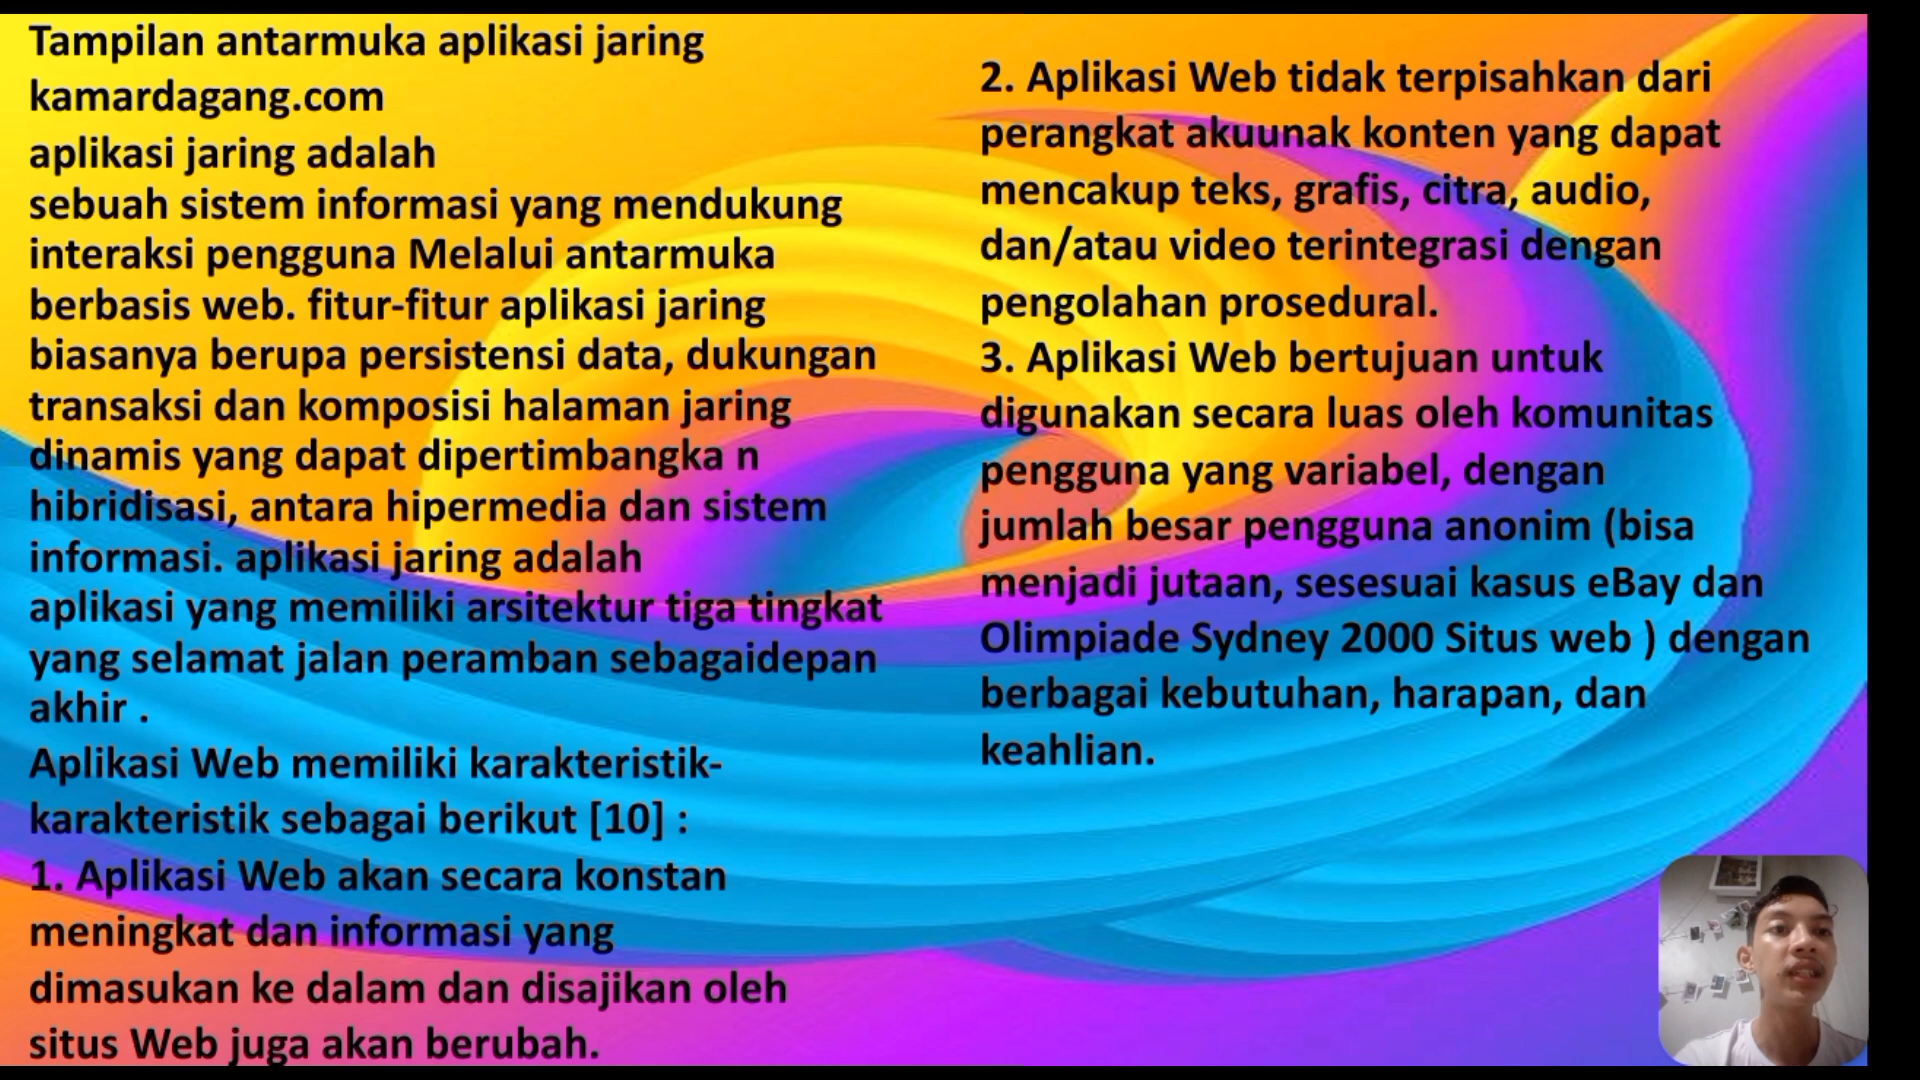 Tampilan antarmuka aplikasi jaring
kamardagang.com
aplikasi jaring adalah
sebuah sistem informasi yang mendukung
interaksi pengguna Melalui antarmuka
berbasis web. fitur-fitur aplikasi jaring
biasanya berupa persistensi data, dukungan
transaksi dan komposisi halaman jaring
dinamis yang dapat dipertimbangka n
hibridisasi, antara hipermedia dan sistem
informasi. aplikasi jaring adalah
aplikasi yang memiliki arsitektur tiga tingkat
yang selamat jalan peramban sebagaidepan
akhir .
Aplikasi Web memiliki karakteristik-
karakteristik sebagai berikut [10] :
1. Aplikasi Web akan secara konstan
meningkat dan informasi yang
dimasukan ke dalam dan disajikan oleh
situs Web juga akan berubah.
2. Aplikasi Web tidak terpisahkan dari
perangkat akuunak konten yang dapat
mencakup teks, grafis, citra, audio,
dan/atau video terintegrasi dengan
pengolahan prosedural.
3. Aplikasi Web bertujuan untuk
digunakan secara luas oleh komunitas
pengguna yang variabel, dengan
jumlah besar pengguna anonim (bisa
menjadi jutaan, sesesuai kasus eBay dan
Olimpiade Sydney 2000 Situs web ) dengan
berbagai kebutuhan, harapan, dan
keahlian.